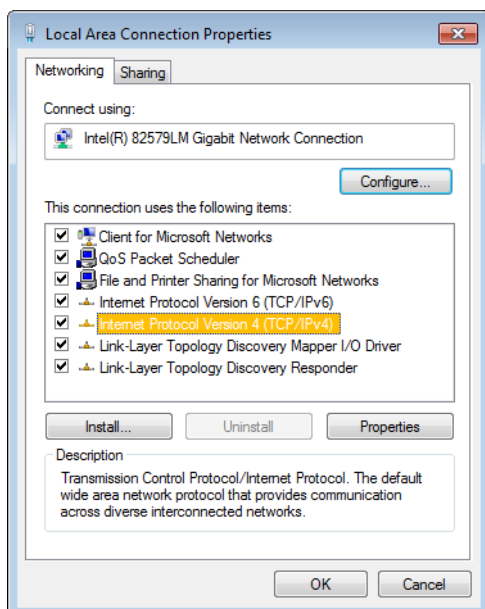 Local Area Connection Properties
Networking
Sharing
Connect using:
Intel(R) 82579LM Gigabit Network Connection
Configure...
This connection uses the following items:
Client for Microsoft Networks
QoS Packet Scheduler
File and Printer Sharing for Microsoft Networks
Internet Protocol Version 6 (TCP/IPv6)
Internet Protocol Version 4 (TCP/IPv4)
Link-Layer Topology Discovery Mapper I/O Driver
Link-Layer Topology Discovery Responder
Install...
Uninstall
Properties
Description
Transmission Control Protocol/Internet Protocol. The default
wide area network protocol that provides communication
across diverse interconnected networks.
OK
Cancel